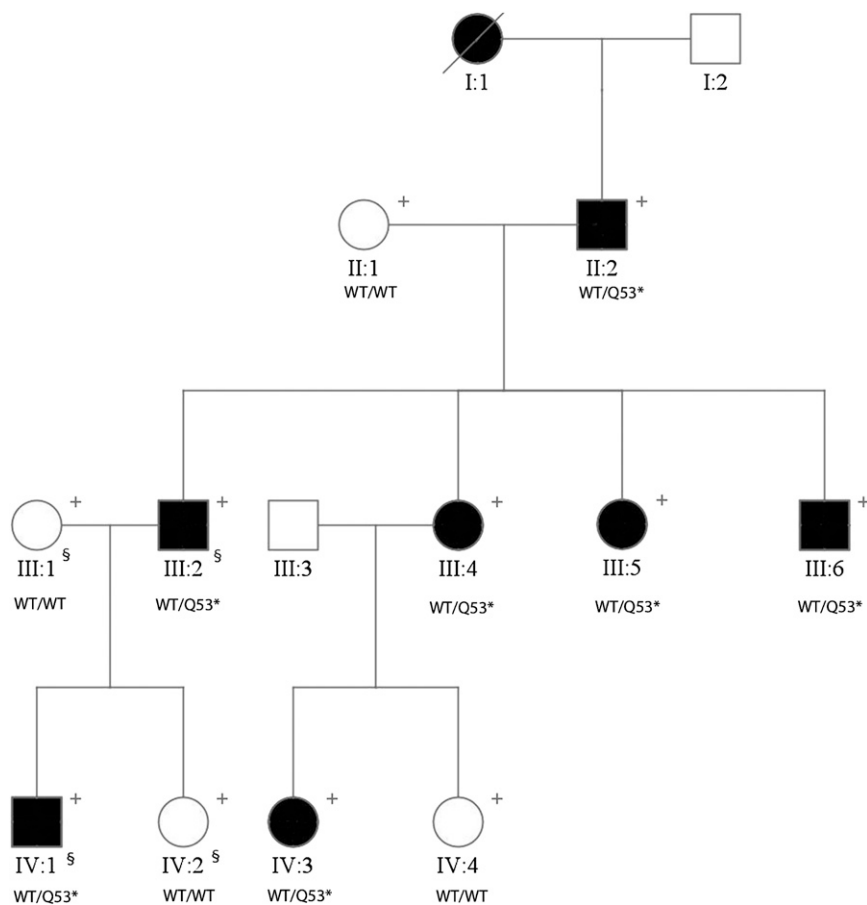 I:1 I:2
+ +
II:1 II:2
WT/WT WT/Q53*
+ + + + +
III:1 § III:2 § III:3 III:4 III:5 III:6
WT/WT WT/Q53* WT/Q53* WT/Q53* WT/Q53*
+ + + +
IV:1 § IV:2 § IV:3 IV:4
WT/Q53* WT/WT WT/Q53* WT/WT